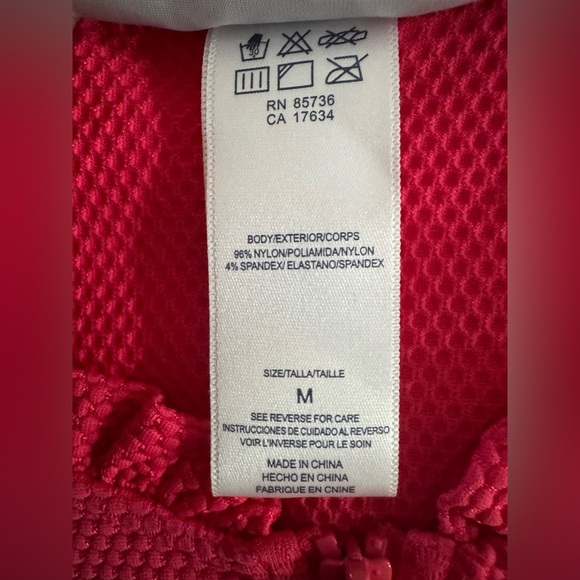 30
RN 85736
CA 17634
BODY/EXTERIOR/CORPS
96% NYLON/POLIAMIDA/NYLON
4% SPANDEX/ ELASTANO/SPANDEX
SIZE/TALLA/TAILLE
M
SEE REVERSE FOR CARE
INSTRUCCIONES DE CUIDADO AL REVERSO
VOIR L'INVERSE POUR LE SOIN
MADE IN CHINA
HECHO EN CHINA
FABRIQUE EN CNINE